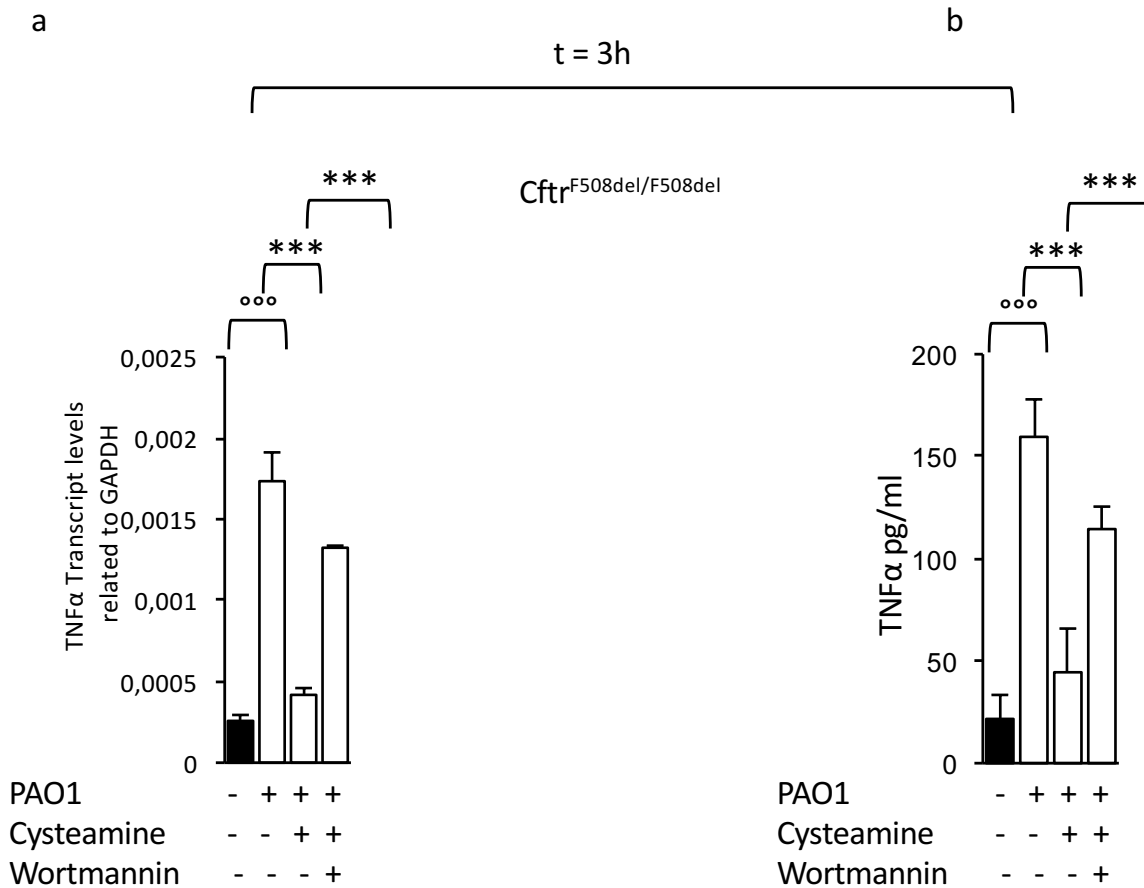 a
b
t = 3h
Cftr^F508del/F508del
***
***
°°°
***
***
°°°
TNFα Transcript levels
related to GAPDH
0,0025
0,002
0,0015
0,001
0,0005
0
TNFα pg/ml
200
150
100
50
0
PAO1 - + + +
Cysteamine - - + +
Wortmannin - - - +
PAO1 - + + +
Cysteamine - - + +
Wortmannin - - - +